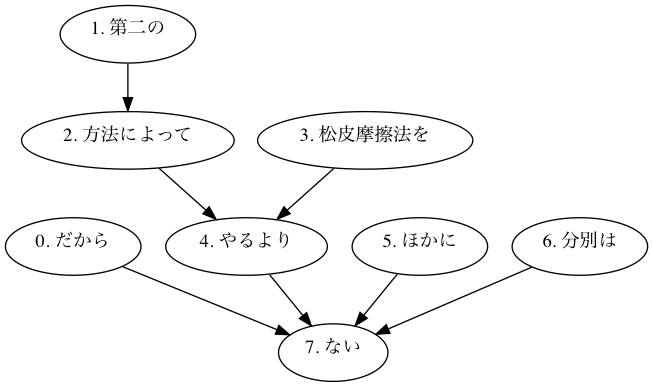 1. 第二の
2. 方法によって
3. 松皮摩擦法を
0. だから
4. やるより
5. ほかに
6. 分別は
7. ない